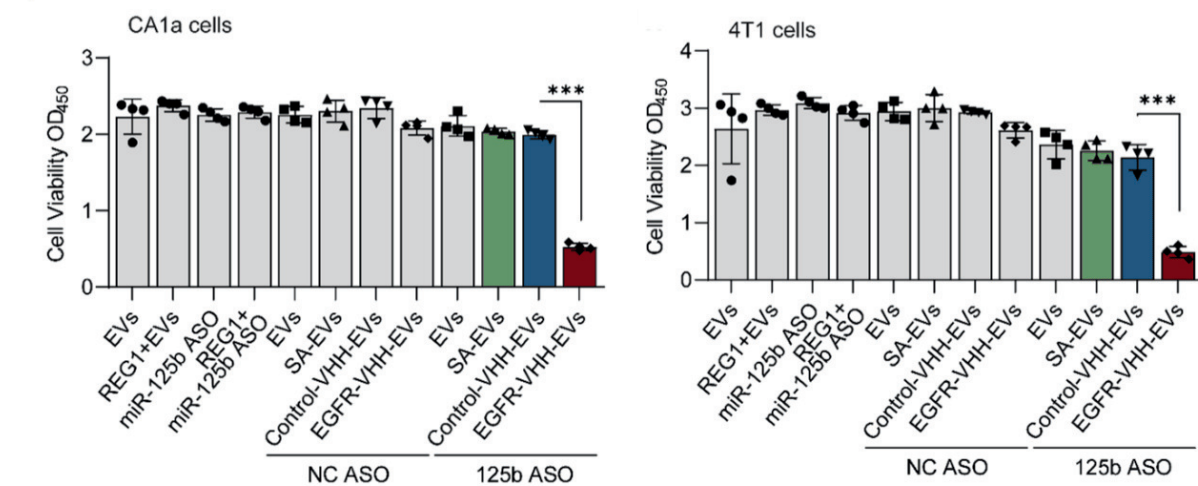 CA1a cells
Cell Viability OD450
3
2
1
0
***
EVs
REG1+EVs
miR-125b ASO
REG1+
miR-125b ASO
EVs
SA-EVs
Control-VHH-EVs
EGFR-VHH-EVs
EVs
SA-EVs
Control-VHH-EVs
EGFR-VHH-EVs
NC ASO
125b ASO
4T1 cells
Cell Viability OD450
4
3
2
1
0
***
EVs
REG1+EVs
miR-125b ASO
REG1+
miR-125b ASO
EVs
SA-EVs
Control-VHH-EVs
EGFR-VHH-EVs
EVs
SA-EVs
Control-VHH-EVs
EGFR-VHH-EVs
NC ASO
125b ASO